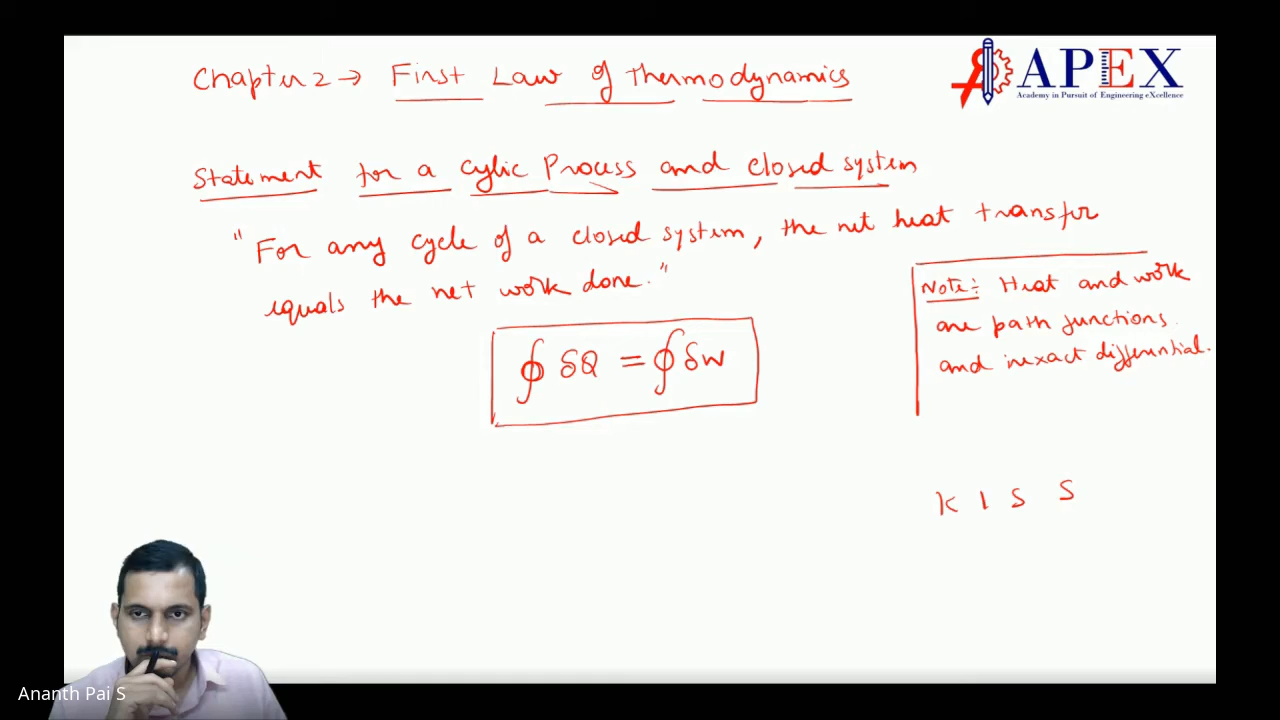 Chapter 2 → First Law of Thermodynamics
APEX
Academy in Pursuit of Engineering eXcellence
Statement for a cylic Process and closed system
"For any cycle of a closed system, the net heat transfer
equals the net work done."
∮ δQ = ∮ δW
Note:- Heat and work
are path functions.
and inexact differential.
K I S S
Ananth Pai S